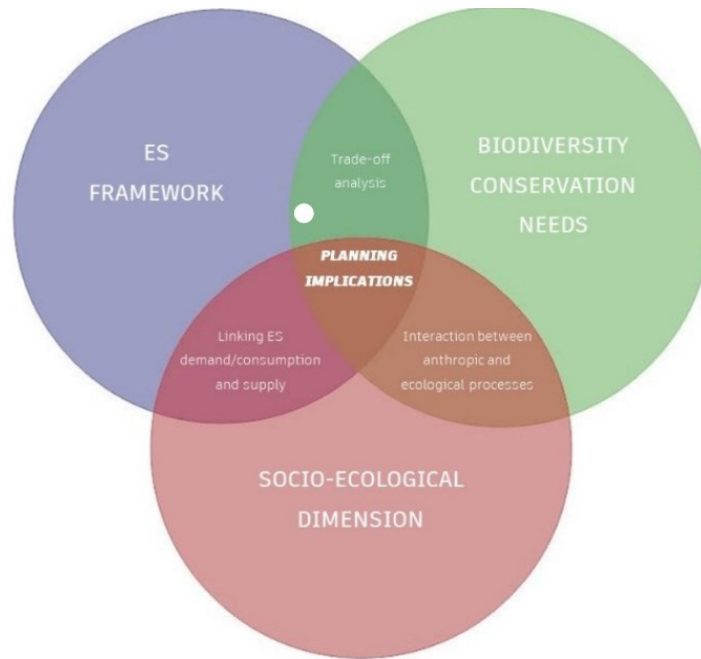 ES
FRAMEWORK
BIODIVERSITY
CONSERVATION
NEEDS
Trade-off
analysis
PLANNING
IMPLICATIONS
Linking ES
demand/consumption
and supply
Interaction between
anthropic and
ecological processes
SOCIO-ECOLOGICAL
DIMENSION